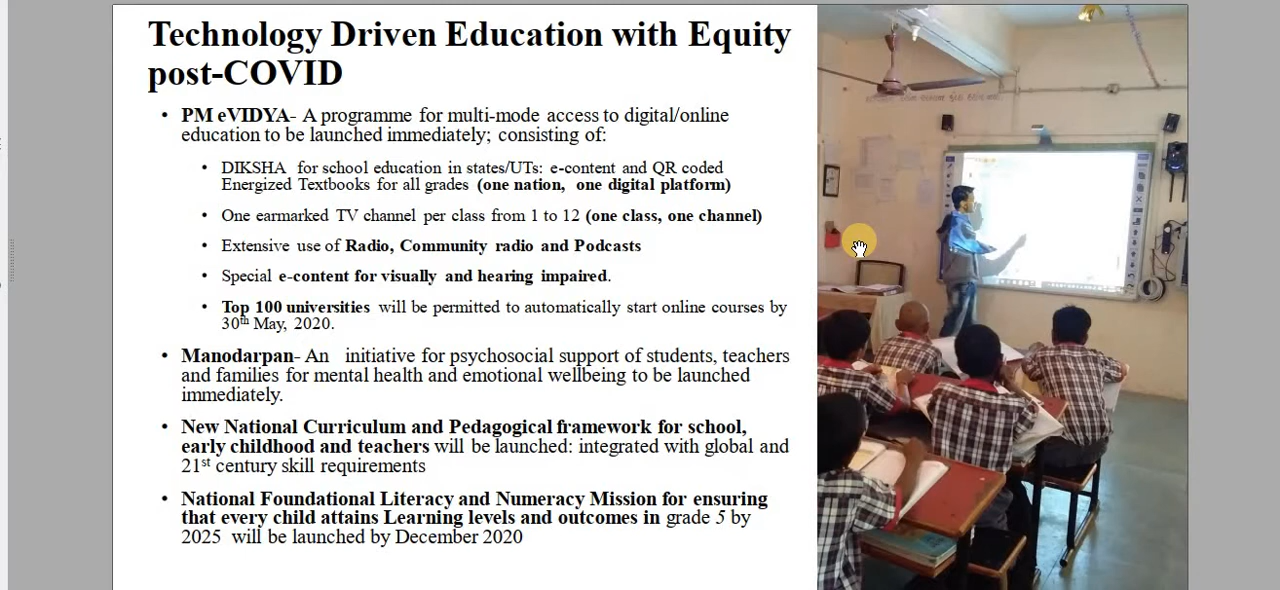 Technology Driven Education with Equity
post-COVID
• PM eVIDYA- A programme for multi-mode access to digital/online
education to be launched immediately; consisting of:
• DIKSHA for school education in states/UTs: e-content and QR coded
Energized Textbooks for all grades (one nation, one digital platform)
• One earmarked TV channel per class from 1 to 12 (one class, one channel)
• Extensive use of Radio, Community radio and Podcasts
• Special e-content for visually and hearing impaired.
• Top 100 universities will be permitted to automatically start online courses by
30th May, 2020.
• Manodarpan- An initiative for psychosocial support of students, teachers
and families for mental health and emotional wellbeing to be launched
immediately.
• New National Curriculum and Pedagogical framework for school,
early childhood and teachers will be launched: integrated with global and
21st century skill requirements
• National Foundational Literacy and Numeracy Mission for ensuring
that every child attains Learning levels and outcomes in grade 5 by
2025 will be launched by December 2020